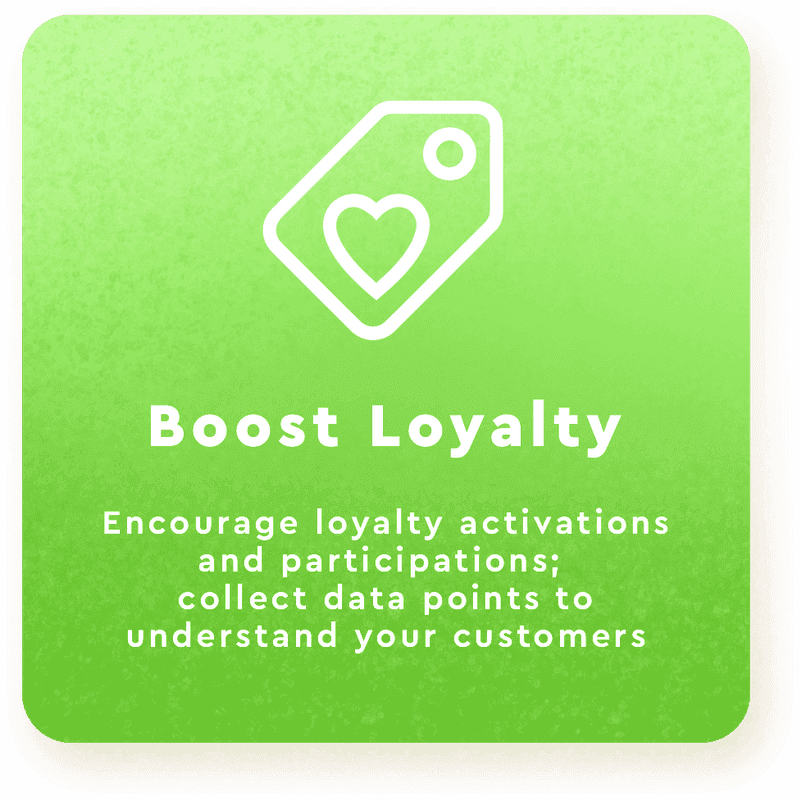 Boost Loyalty
Encourage loyalty activations
and participations;
collect data points to
understand your customers